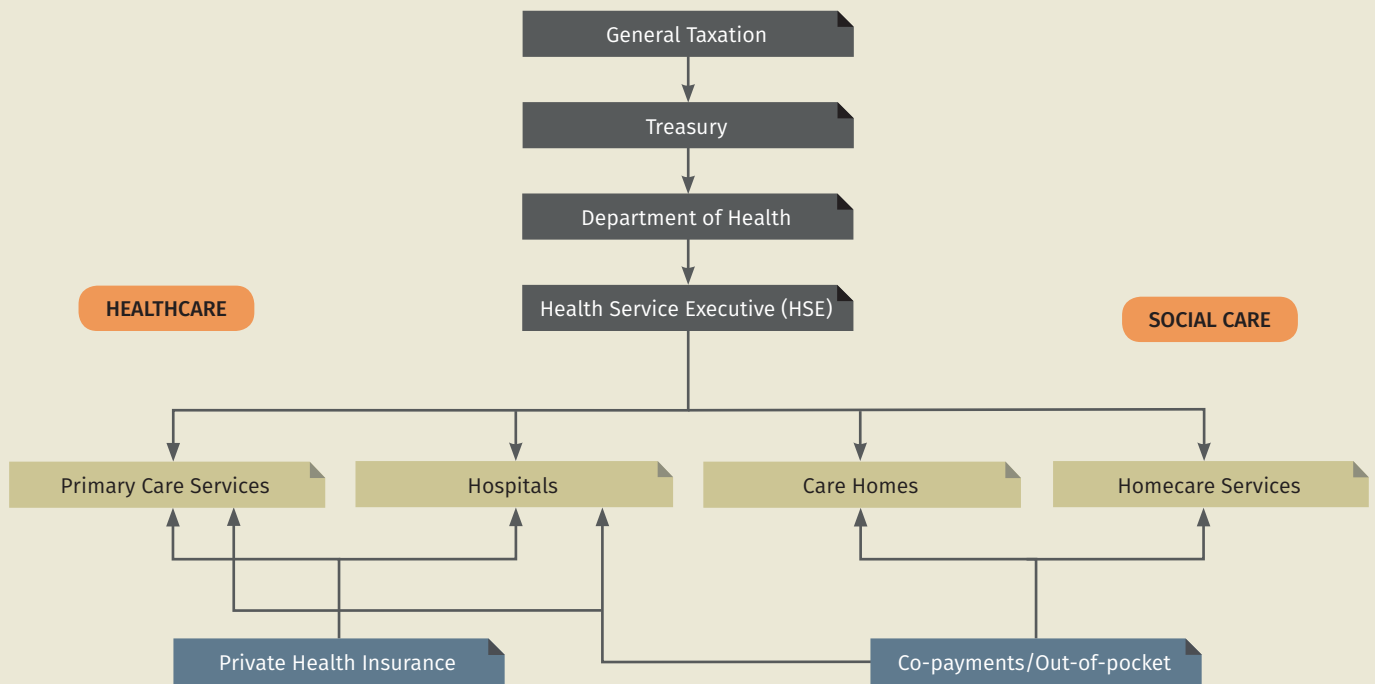 General Taxation
Treasury
Department of Health
Health Service Executive (HSE)
HEALTHCARE
SOCIAL CARE
Primary Care Services
Hospitals
Care Homes
Homecare Services
Private Health Insurance
Co-payments/Out-of-pocket